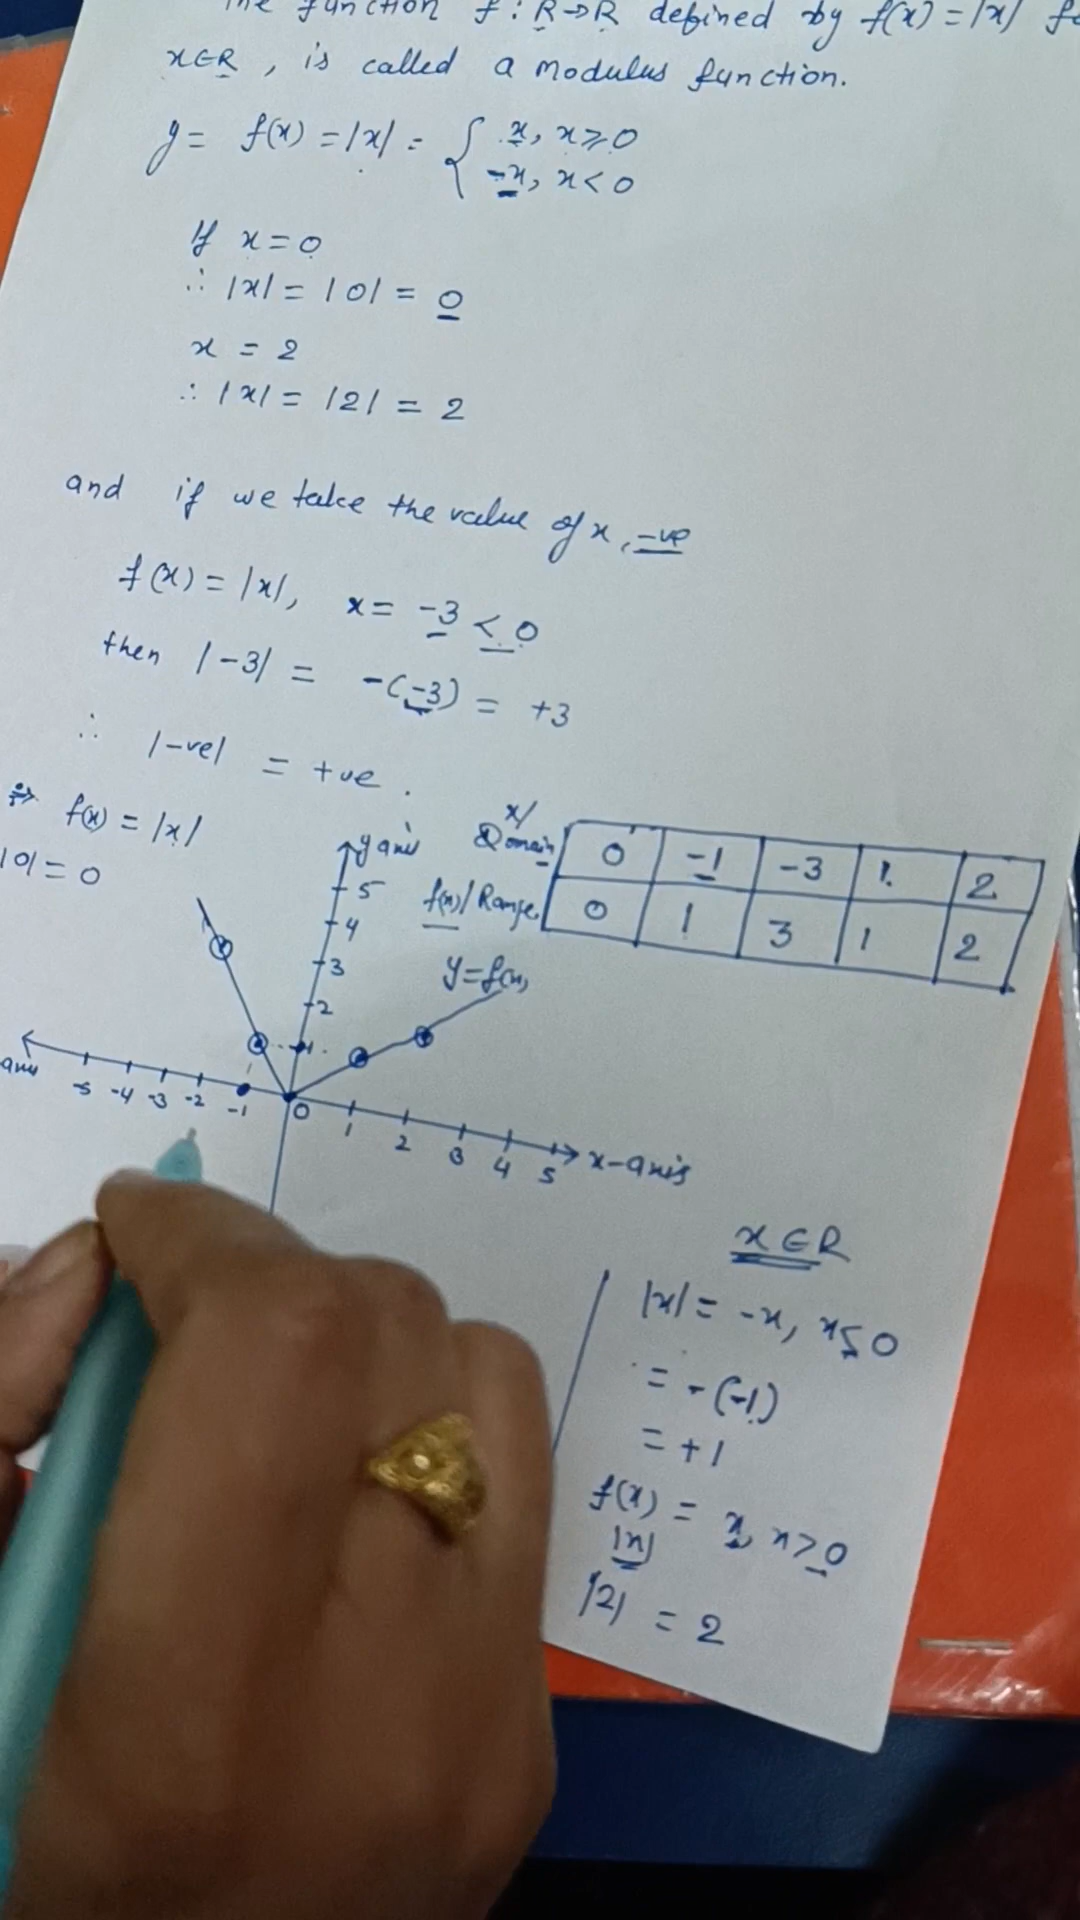 The function f : R→R defined by f(x) = |x|
x∈R , is called a modulus function.
y = f(x) = |x| = { x, x ≥ 0
-x, x < 0
If x = 0
∴ |x| = |0| = 0
x = 2
∴ |x| = |2| = 2
and if we take the value of x, -ve
f(x) = |x|, x = -3 < 0
then |-3| = -(-3) = +3
∴ |-ve| = +ve .
⇒ f(x) = |x|
|0| = 0
x/Domain 0 -1 -3 1 2
f(x)/Range 0 1 3 1 2
y axis
5
4
3
2
1
y = f(x)
axis
-5 -4 -3 -2 -1 0 1 2 3 4 5 x-axis
x ∈ R
|x| = -x, x ≤ 0
= -(-1)
= +1
f(x) = x, x > 0
|x|
|2| = 2